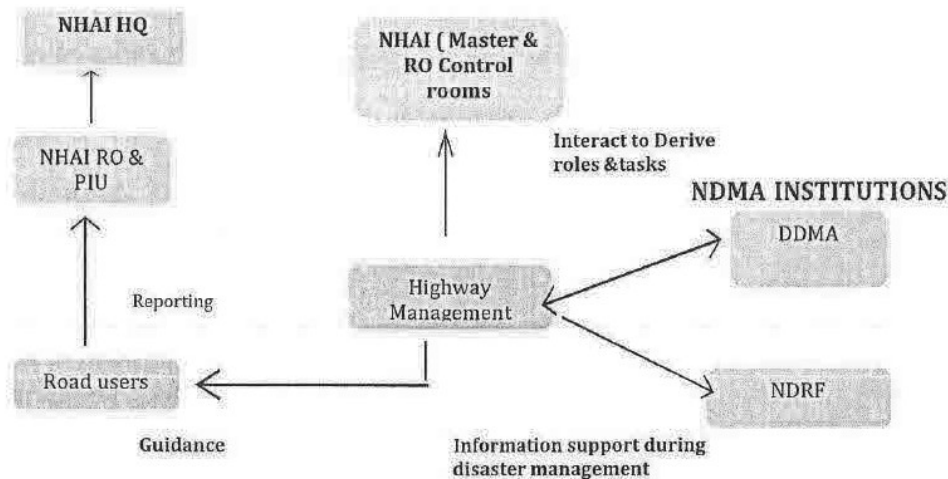 NHAI HQ
NHAI ( Master &
RO Control
rooms
NHAI RO &
PIU
Interact to Derive
roles &tasks
NDMA INSTITUTIONS
DDMA
Highway
Management
Reporting
Road users
NDRF
Guidance
Information support during
disaster management